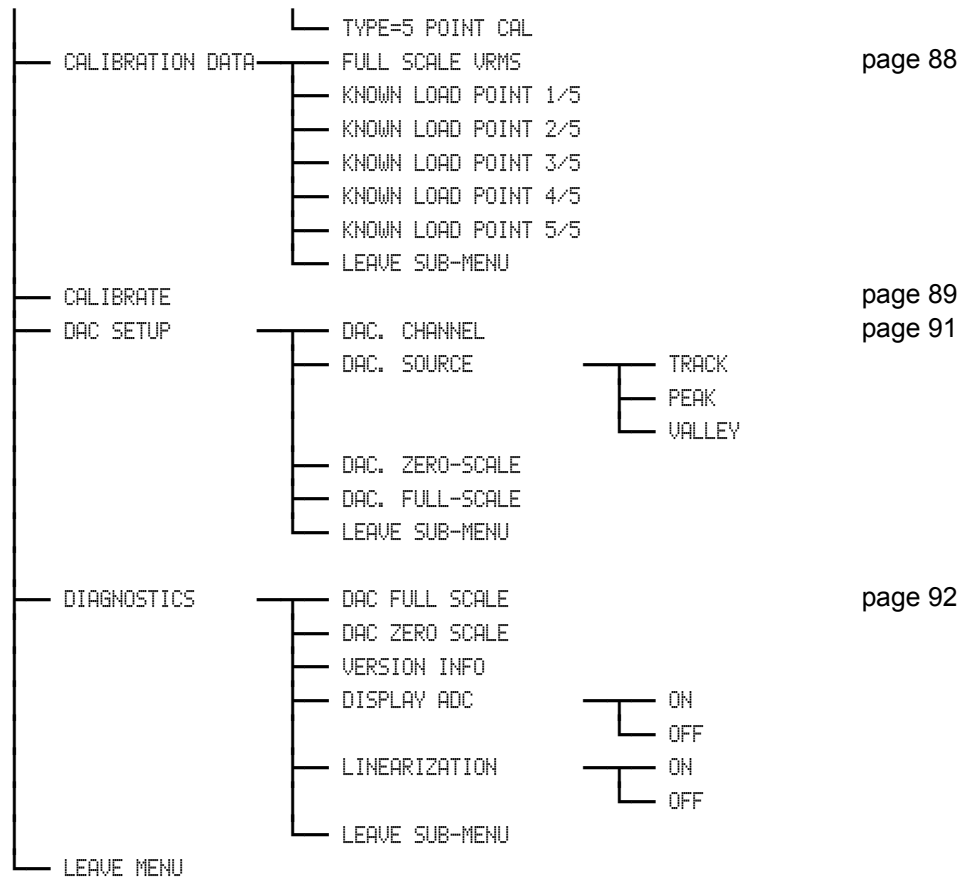 TYPE=5 POINT CAL
CALIBRATION DATA FULL SCALE VRMS page 88
KNOWN LOAD POINT 1/5
KNOWN LOAD POINT 2/5
KNOWN LOAD POINT 3/5
KNOWN LOAD POINT 4/5
KNOWN LOAD POINT 5/5
LEAVE SUB-MENU
CALIBRATE page 89
DAC SETUP DAC. CHANNEL page 91
DAC. SOURCE TRACK
PEAK
VALLEY
DAC. ZERO-SCALE
DAC. FULL-SCALE
LEAVE SUB-MENU
DIAGNOSTICS DAC FULL SCALE page 92
DAC ZERO SCALE
VERSION INFO
DISPLAY ADC ON
OFF
LINEARIZATION ON
OFF
LEAVE SUB-MENU
LEAVE MENU